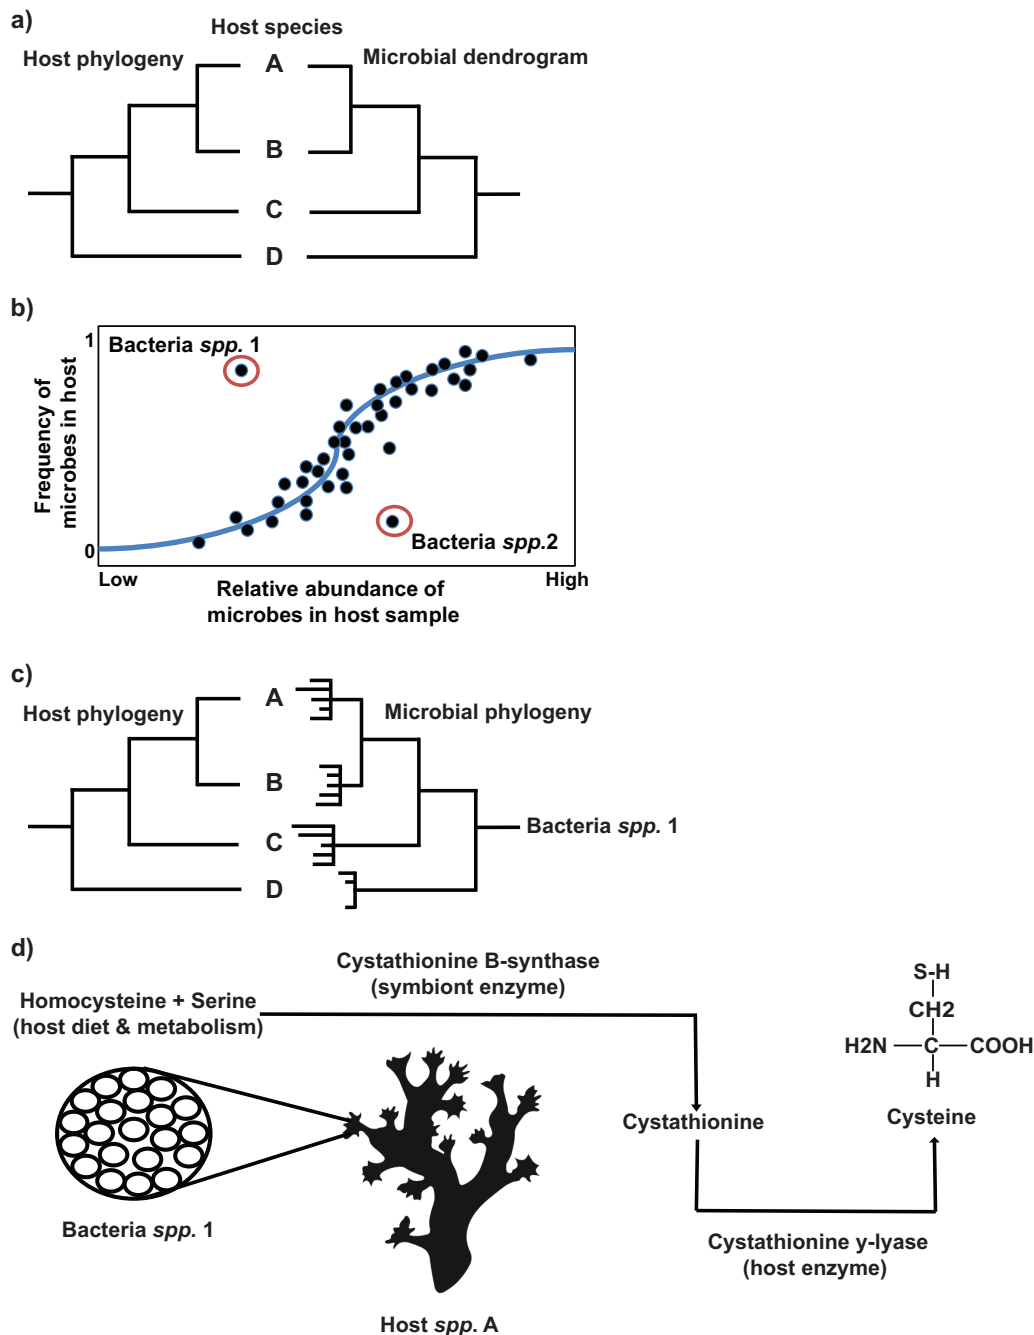 a)
Host species
Host phylogeny
Microbial dendrogram
A
B
C
D
b)
1
Bacteria spp. 1
Frequency of
microbes in host
0
Bacteria spp.2
Low
High
Relative abundance of
microbes in host sample
c)
Host phylogeny
Microbial phylogeny
A
B
C
D
Bacteria spp. 1
d)
Cystathionine B-synthase
(symbiont enzyme)
Homocysteine + Serine
(host diet & metabolism)
S-H
CH2
H2N
C
COOH
H
Cysteine
Cystathionine
Bacteria spp. 1
Cystathionine y-lyase
(host enzyme)
Host spp. A